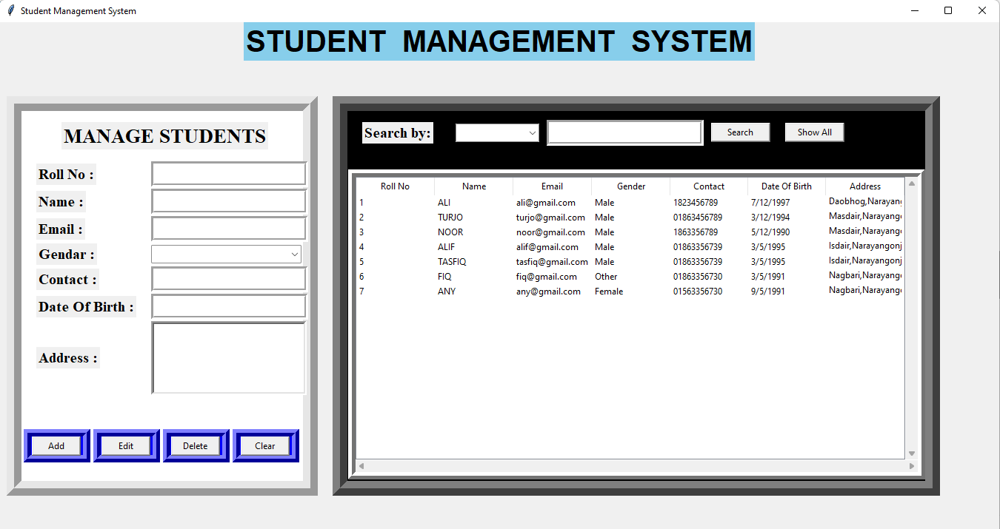 Student Management System
STUDENT MANAGEMENT SYSTEM
MANAGE STUDENTS
Roll No :
Name :
Email :
Gendar :
Contact :
Date Of Birth :
Address :
Add Edit Delete Clear
Search by: Search Show All
Roll No Name Email Gender Contact Date Of Birth Address
1 ALI ali@gmail.com Male 1823456789 7/12/1997 Daobhog,Narayang
2 TURJO turjo@gmail.com Male 01863456789 3/12/1994 Masdair,Narayang
3 NOOR noor@gmail.com Male 1863356789 5/12/1990 Masdair,Narayang
4 ALIF alif@gmail.com Male 01863356739 3/5/1995 Isdair,Narayangonj
5 TASFIQ tasfiq@gmail.com Male 01863356739 3/5/1995 Isdair,Narayangonj
6 FIQ fiq@gmail.com Other 01863356730 3/5/1991 Nagbari,Narayang
7 ANY any@gmail.com Female 01563356730 9/5/1991 Nagbari,Narayang